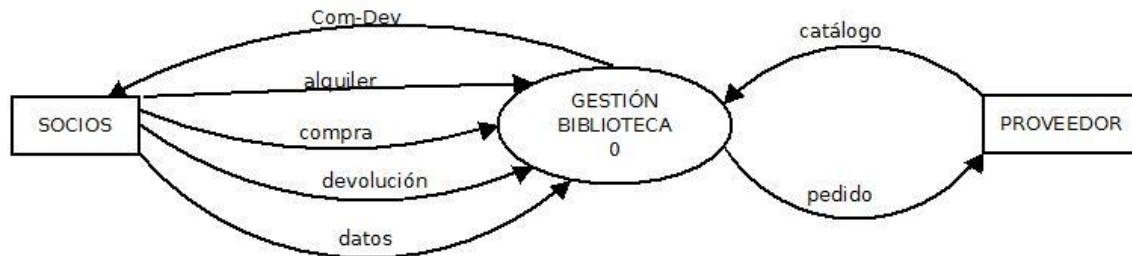 Com-Dev
catálogo
alquiler
SOCIOS
GESTIÓN
BIBLIOTECA
0
PROVEEDOR
compra
devolución
pedido
datos